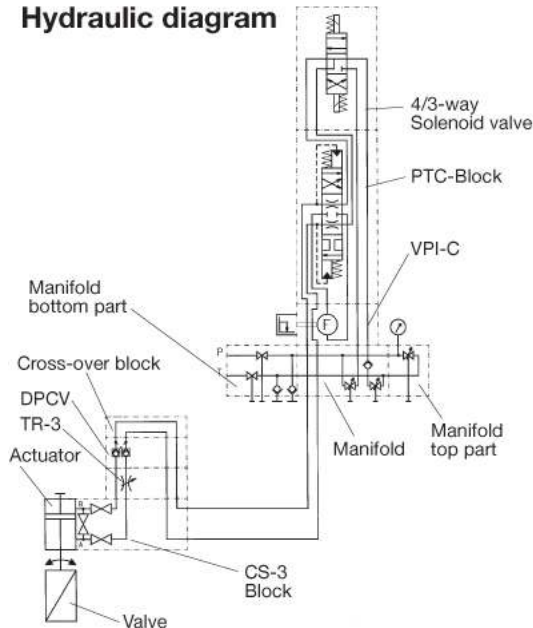 Hydraulic diagram
4/3-way
Solenoid valve
PTC-Block
VPI-C
Manifold
bottom part
F
P
T
Cross-over block
DPCV
TR-3
Actuator
Manifold
Manifold
top part
B
A
CS-3
Block
Valve